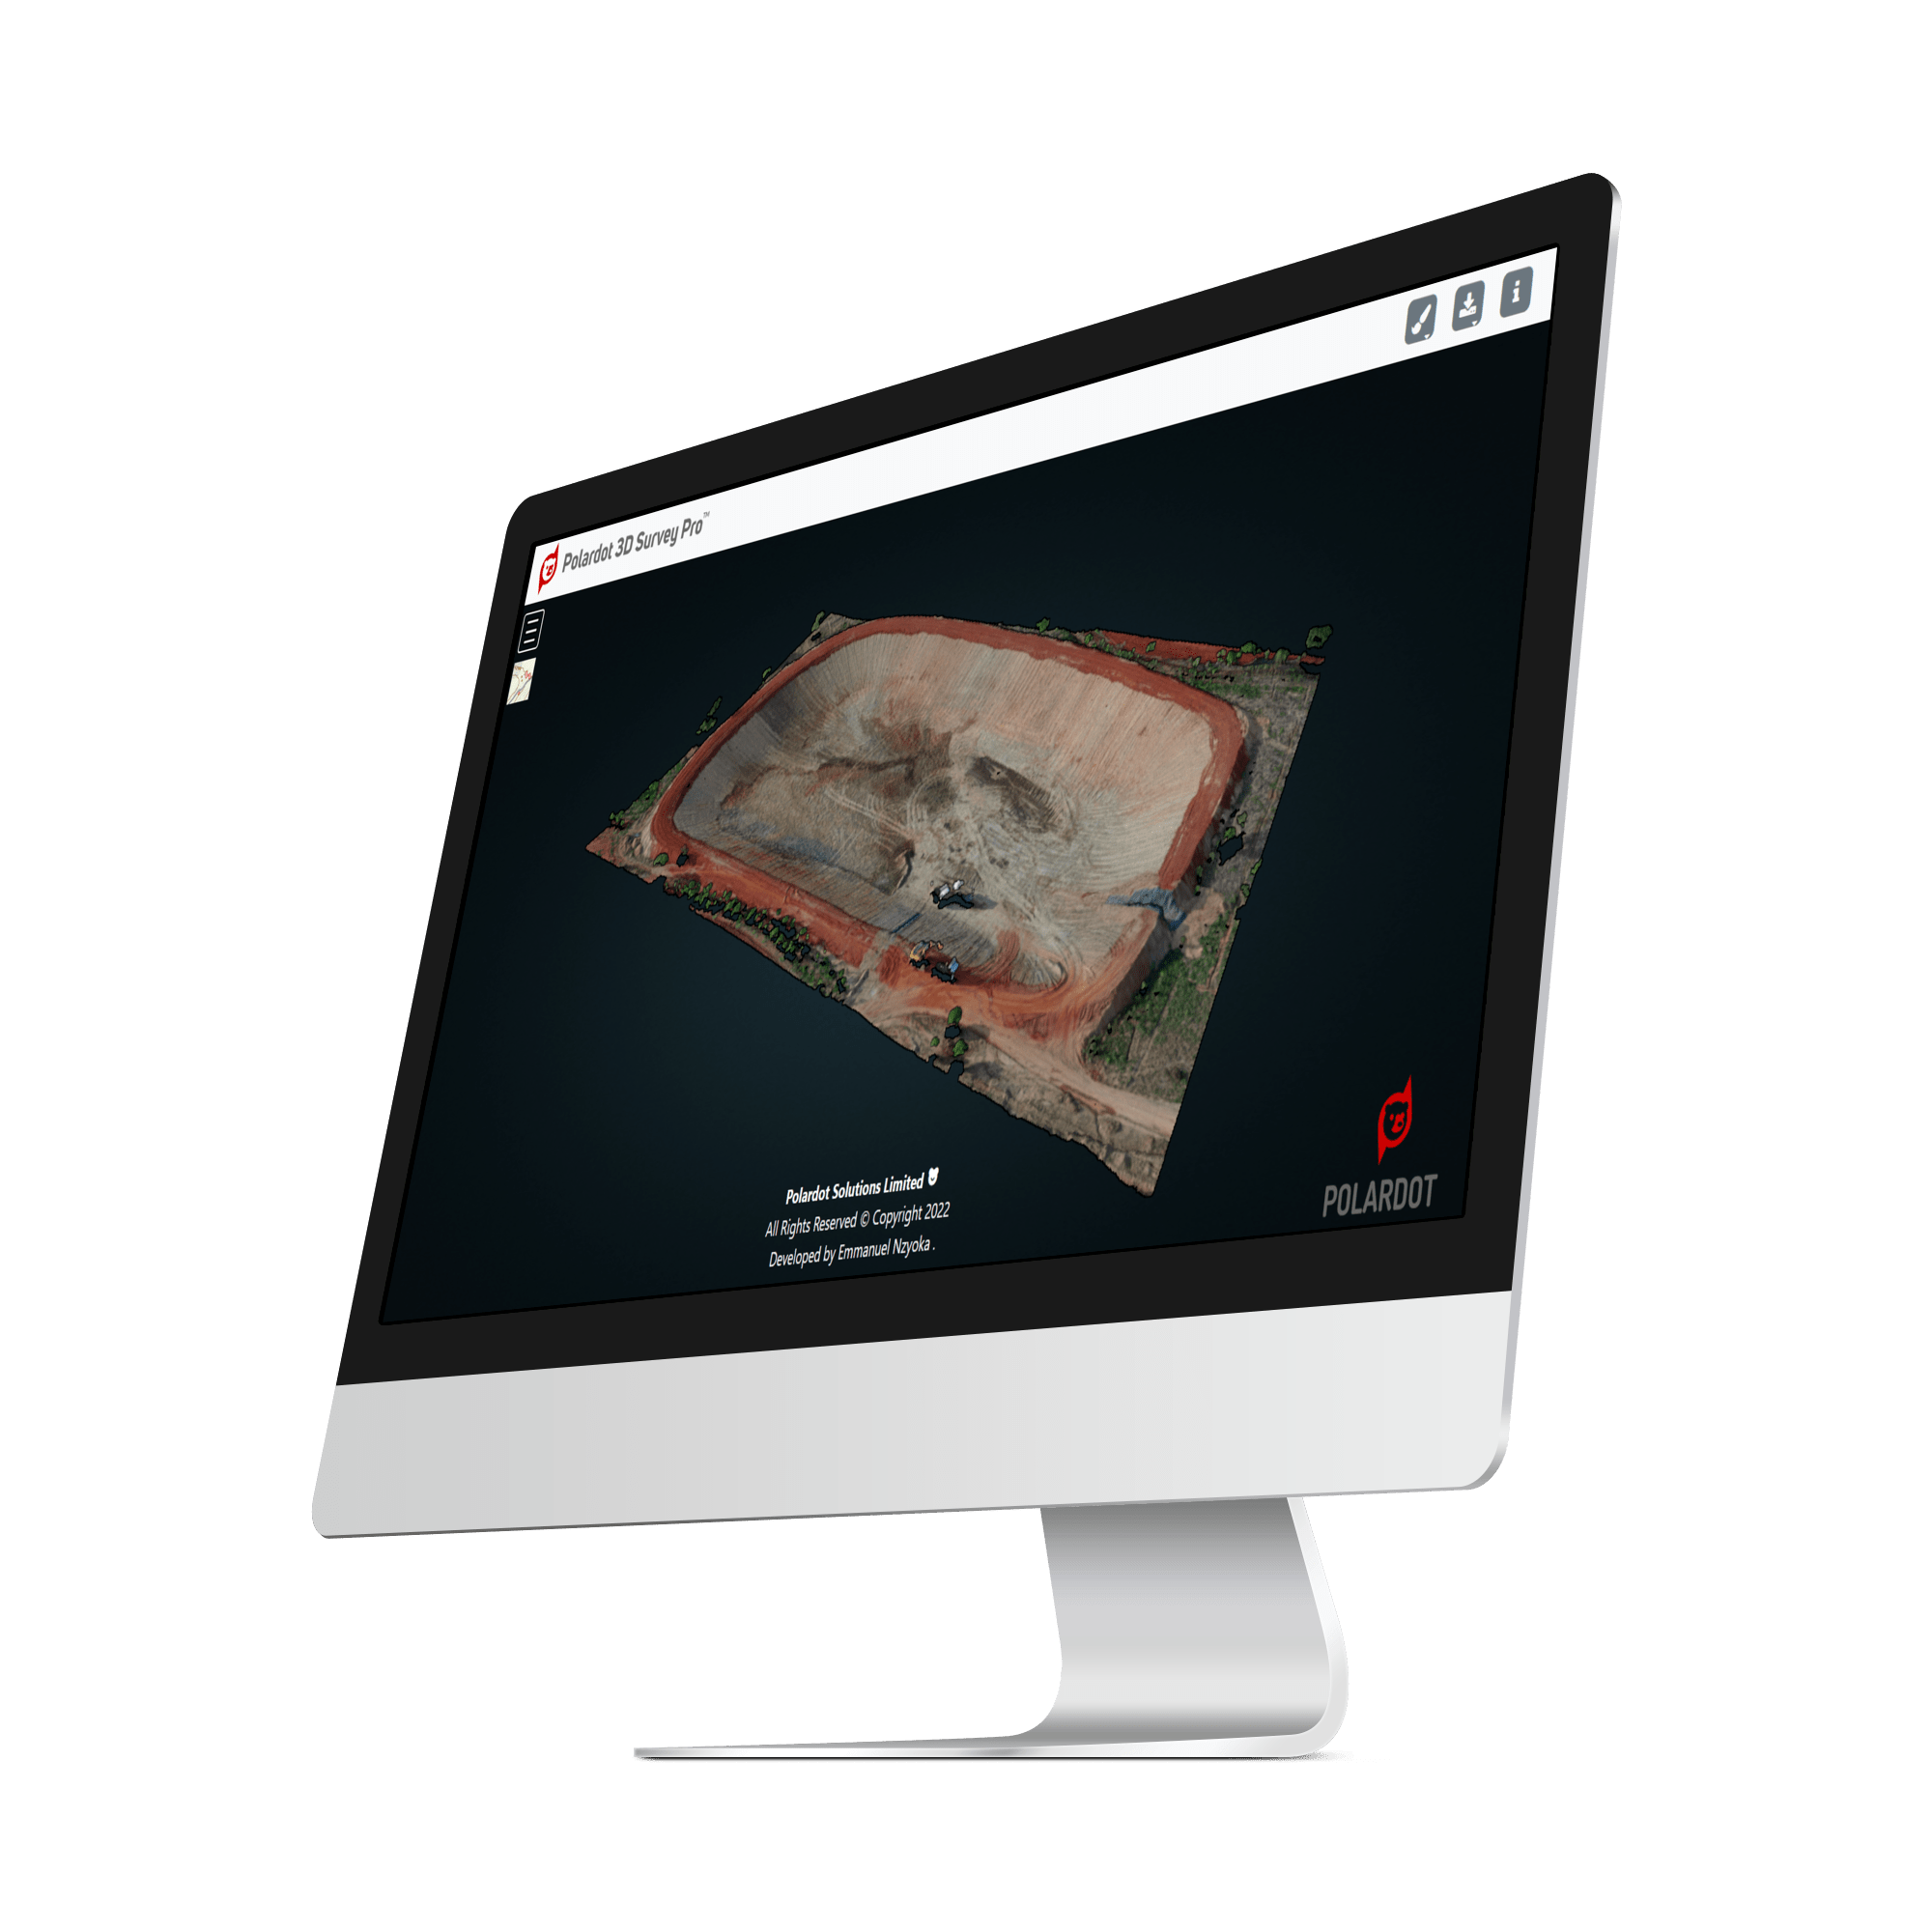 Polardot 3D Survey Pro™
Polardot Solutions Limited
All Rights Reserved © Copyright 2022
Developed by Emmanuel Nzyoka .
POLARDOT